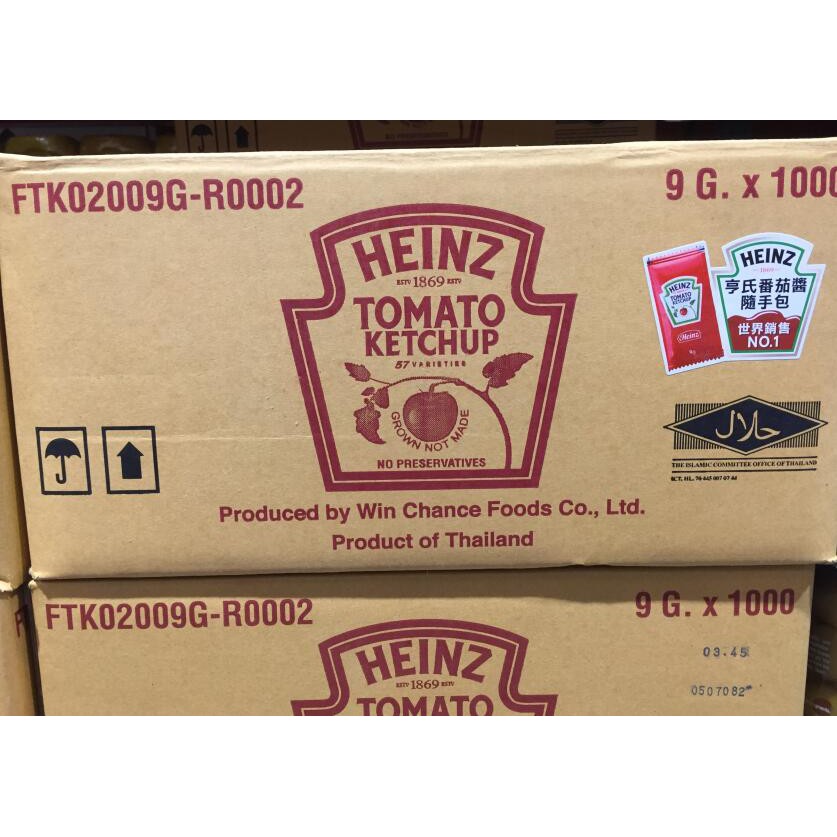 FTK02009G-R0002
9 G. x 1000
HEINZ
ESTD 1869 ESTD
TOMATO
KETCHUP
57 VARIETIES
GROWN NOT MADE
NO PRESERVATIVES
HEINZ
TOMATO
KETCHUP
Heinz
HEINZ
1869
亨氏番茄醬
隨手包
世界銷售
NO.1
حلال
THE ISLAMIC COMMITTEE OFFICE OF THAILAND
Produced by Win Chance Foods Co., Ltd.
Product of Thailand
FTK02009G-R0002
9 G. x 1000
HEINZ
ESTD 1869 ESTD
TOMATO
03.45